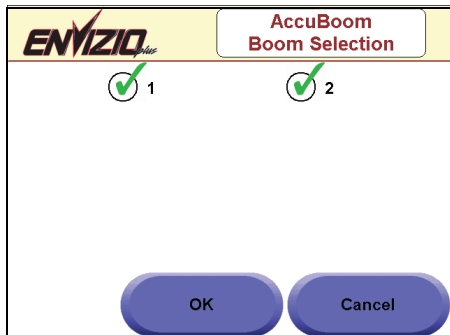 ENVIZIO plus
AccuBoom
Boom Selection
1
2
OK
Cancel